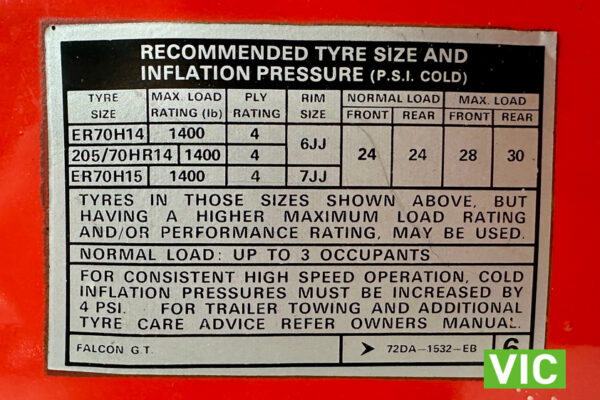 RECOMMENDED TYRE SIZE AND
INFLATION PRESSURE (P.S.I. COLD)
TYRE SIZE MAX. LOAD RATING (lb) PLY RATING RIM SIZE NORMAL LOAD MAX. LOAD
FRONT REAR FRONT REAR
ER70H14 1400 4 6JJ 24 24 28 30
205/70HR14 1400 4
ER70H15 1400 4 7JJ
TYRES IN THOSE SIZES SHOWN ABOVE, BUT
HAVING A HIGHER MAXIMUM LOAD RATING
AND/OR PERFORMANCE RATING, MAY BE USED.
NORMAL LOAD: UP TO 3 OCCUPANTS
FOR CONSISTENT HIGH SPEED OPERATION, COLD
INFLATION PRESSURES MUST BE INCREASED BY
4 PSI. FOR TRAILER TOWING AND ADDITIONAL
TYRE CARE ADVICE REFER OWNERS MANUAL.
FALCON G.T. 72DA-1532-EB 6
VIC